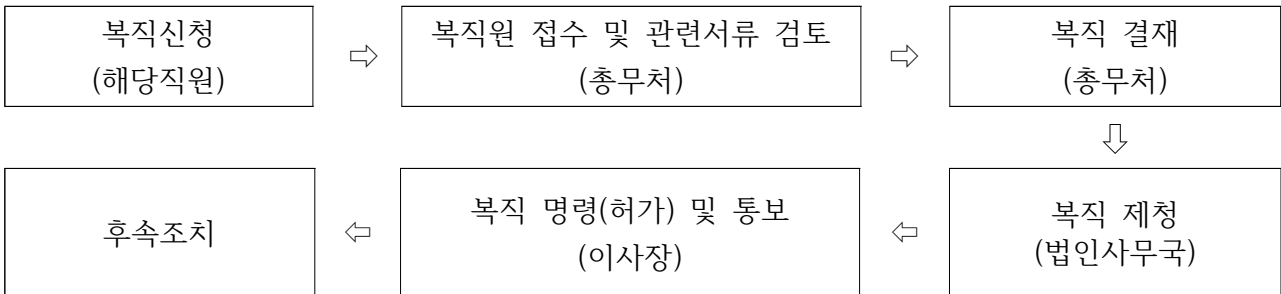 복직신청
(해당직원)
⇨
복직원 접수 및 관련서류 검토
(총무처)
⇨
복직 결재
(총무처)
⇩
복직 제청
(법인사무국)
⇦
복직 명령(허가) 및 통보
(이사장)
⇦
후속조치